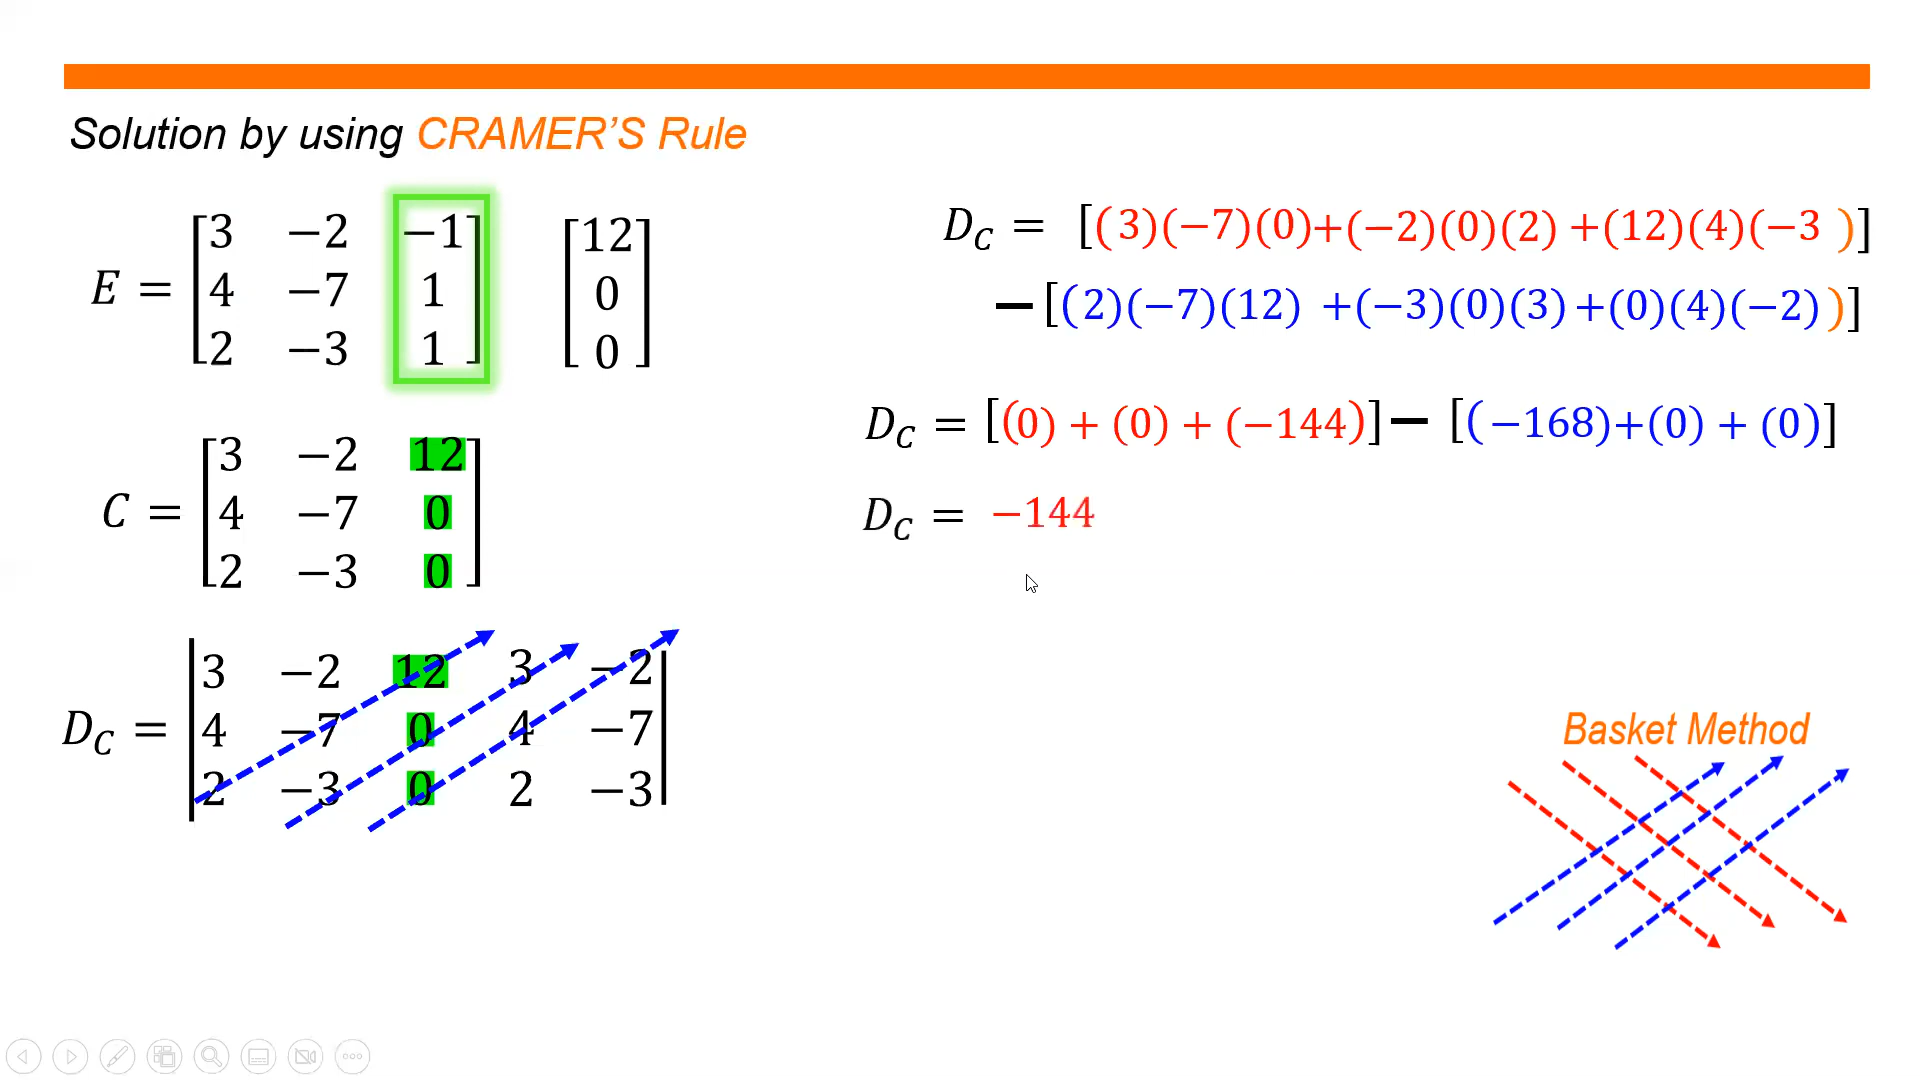 Solution by using CRAMER'S Rule
E = [3 −2 −1] [12]
[4 −7 1] [0]
[2 −3 1] [0]
C = [3 −2 12]
[4 −7 0]
[2 −3 0]
D_C = |3 −2 12 3 −2|
|4 −7 0 4 −7|
|2 −3 0 2 −3|
D_C = [(3)(−7)(0)+(−2)(0)(2) +(12)(4)(−3 )]
−[(2)(−7)(12) +(−3)(0)(3)+(0)(4)(−2))]
D_C = [(0) + (0) + (−144)]− [(−168)+(0) + (0)]
D_C = −144
Basket Method